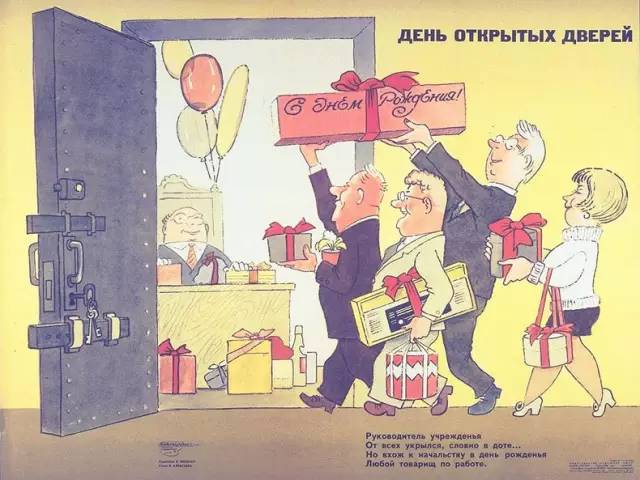 ДЕНЬ ОТКРЫТЫХ ДВЕРЕЙ
С Днём Рождения!
Руководитель учрежденья
От всех укрылся, словно в доте...
Но вхож к начальству в день рожденья
Любой товарищ по работе.